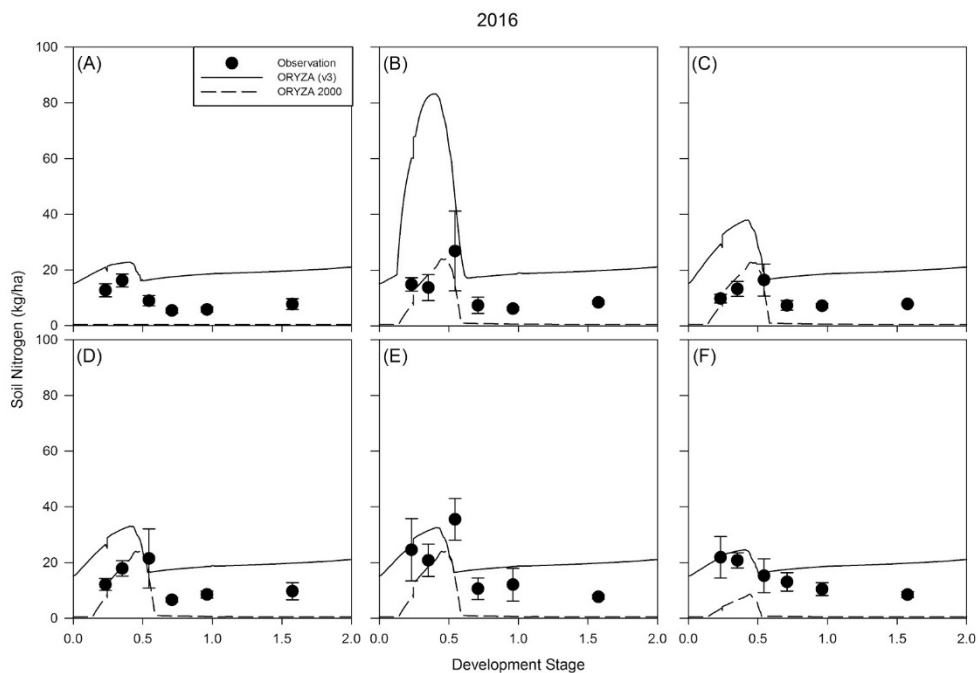 2016
100
80
60
40
20
0
(A)
Observation
ORYZA (v3)
ORYZA 2000
(B)
(C)
Soil Nitrogen (kg/ha)
100
80
60
40
20
0
(D)
(E)
(F)
0.0 0.5 1.0 1.5 2.0 0.0 0.5 1.0 1.5 2.0 0.0 0.5 1.0 1.5 2.0
Development Stage